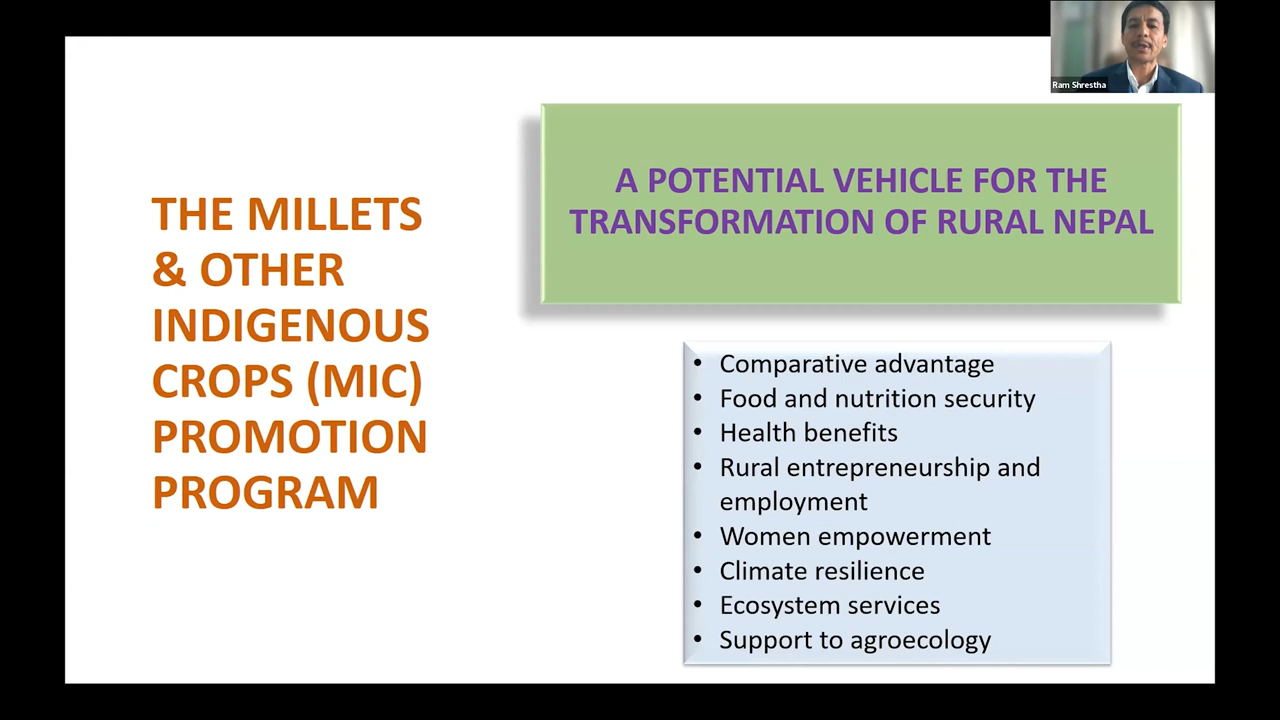 Ram Shrestha
THE MILLETS
& OTHER
INDIGENOUS
CROPS (MIC)
PROMOTION
PROGRAM
A POTENTIAL VEHICLE FOR THE
TRANSFORMATION OF RURAL NEPAL
• Comparative advantage
• Food and nutrition security
• Health benefits
• Rural entrepreneurship and
employment
• Women empowerment
• Climate resilience
• Ecosystem services
• Support to agroecology